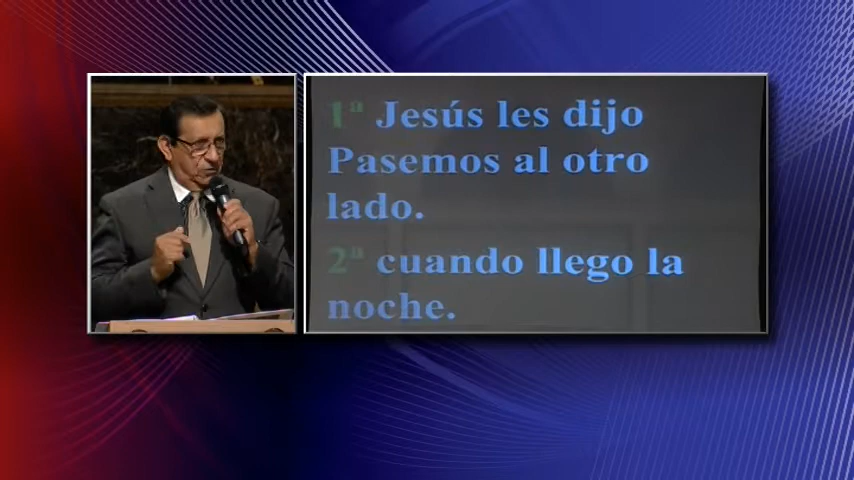 1ª Jesús les dijo
Pasemos al otro
lado.
2ª cuando llego la
noche.